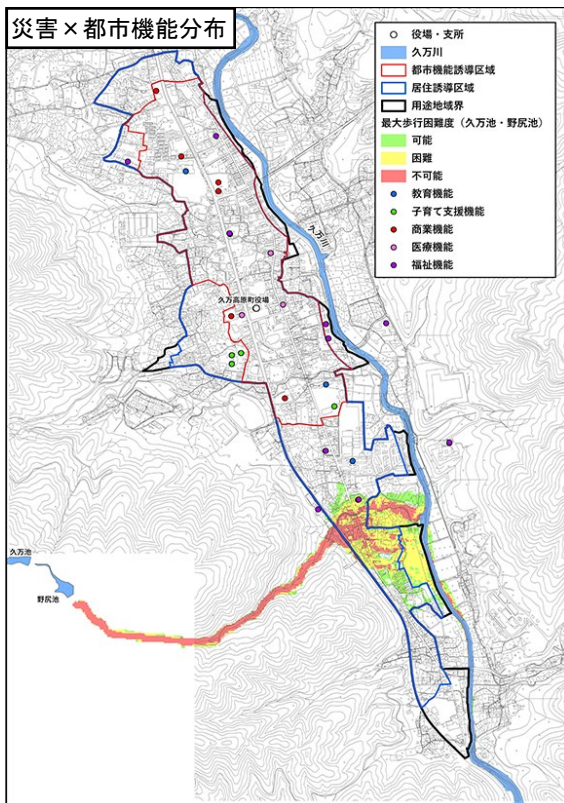 災害×都市機能分布
役場・支所
久万川
都市機能誘導区域
居住誘導区域
用途地域界
最大歩行困難度（久万池・野尻池）
可能
困難
不可能
教育機能
子育て支援機能
商業機能
医療機能
福祉機能
久万川
久万高原町役場
久万池
野尻池